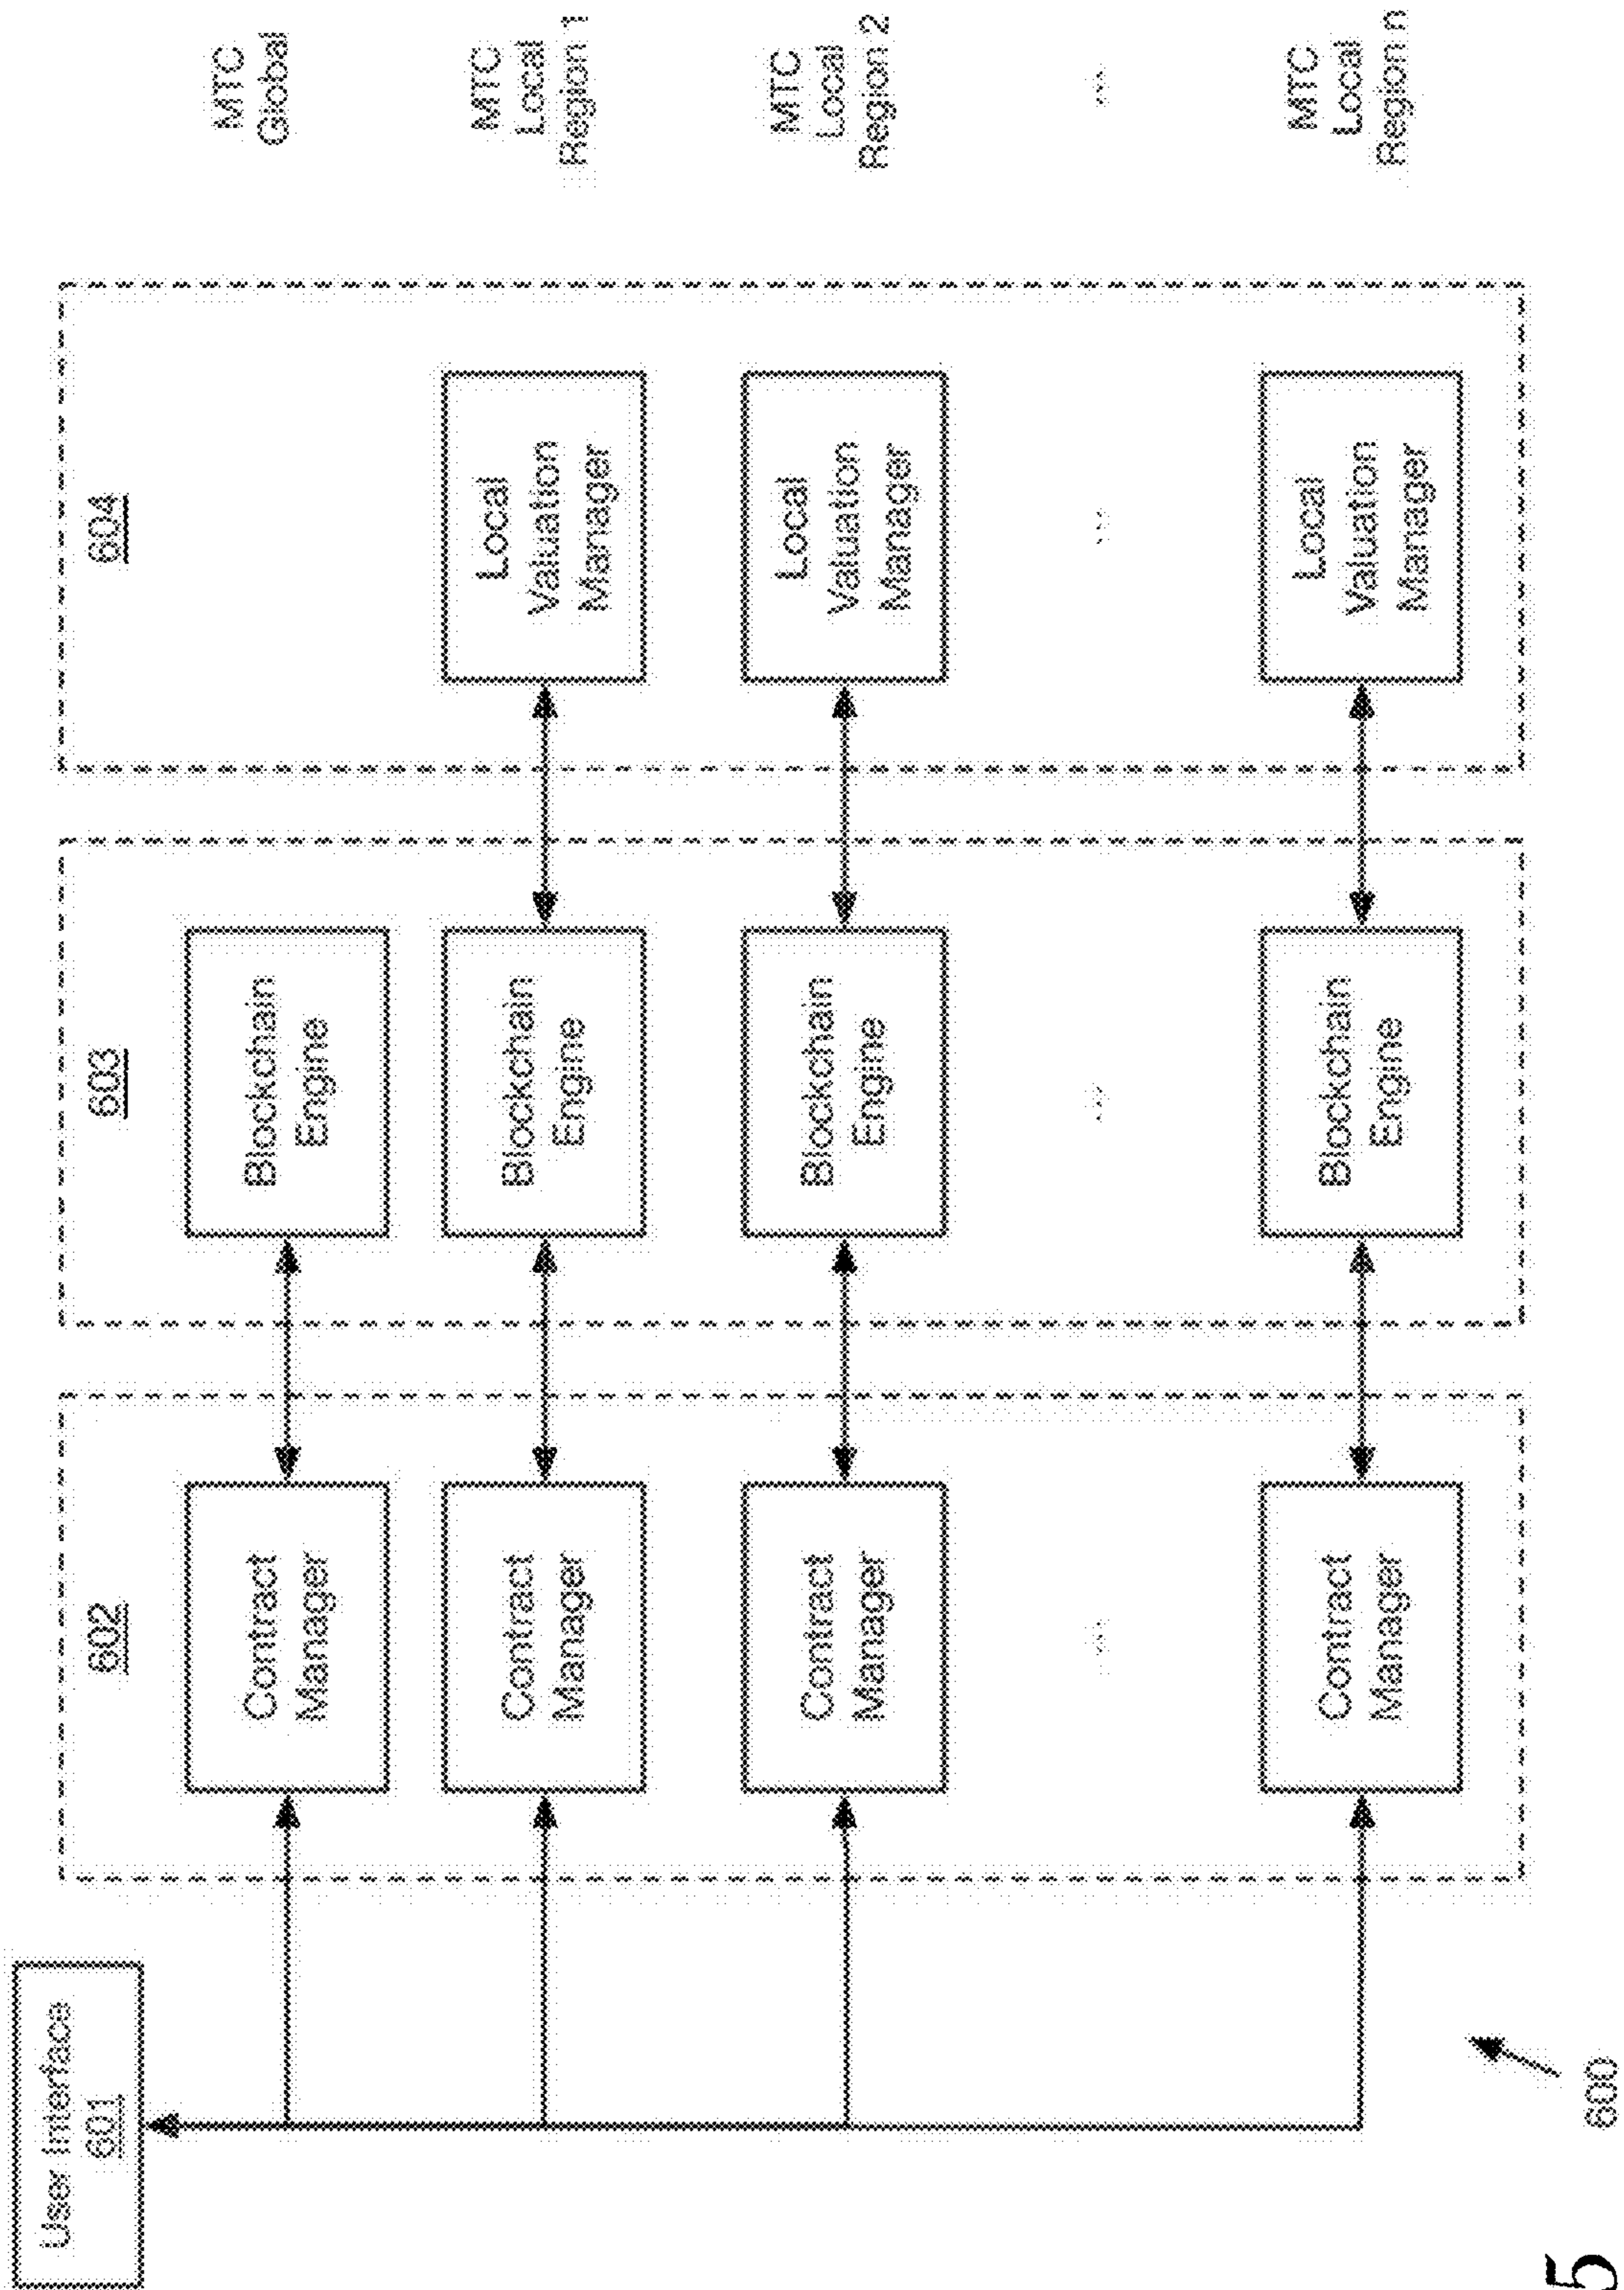 User Interface
601
602
603
604
Contract
Manager
Blockchain
Engine
MTC
Global
Contract
Manager
Blockchain
Engine
Local
Valuation
Manager
MTC
Local
Region 1
Contract
Manager
Blockchain
Engine
Local
Valuation
Manager
MTC
Local
Region 2
...
...
...
...
Contract
Manager
Blockchain
Engine
Local
Valuation
Manager
MTC
Local
Region n
600
5